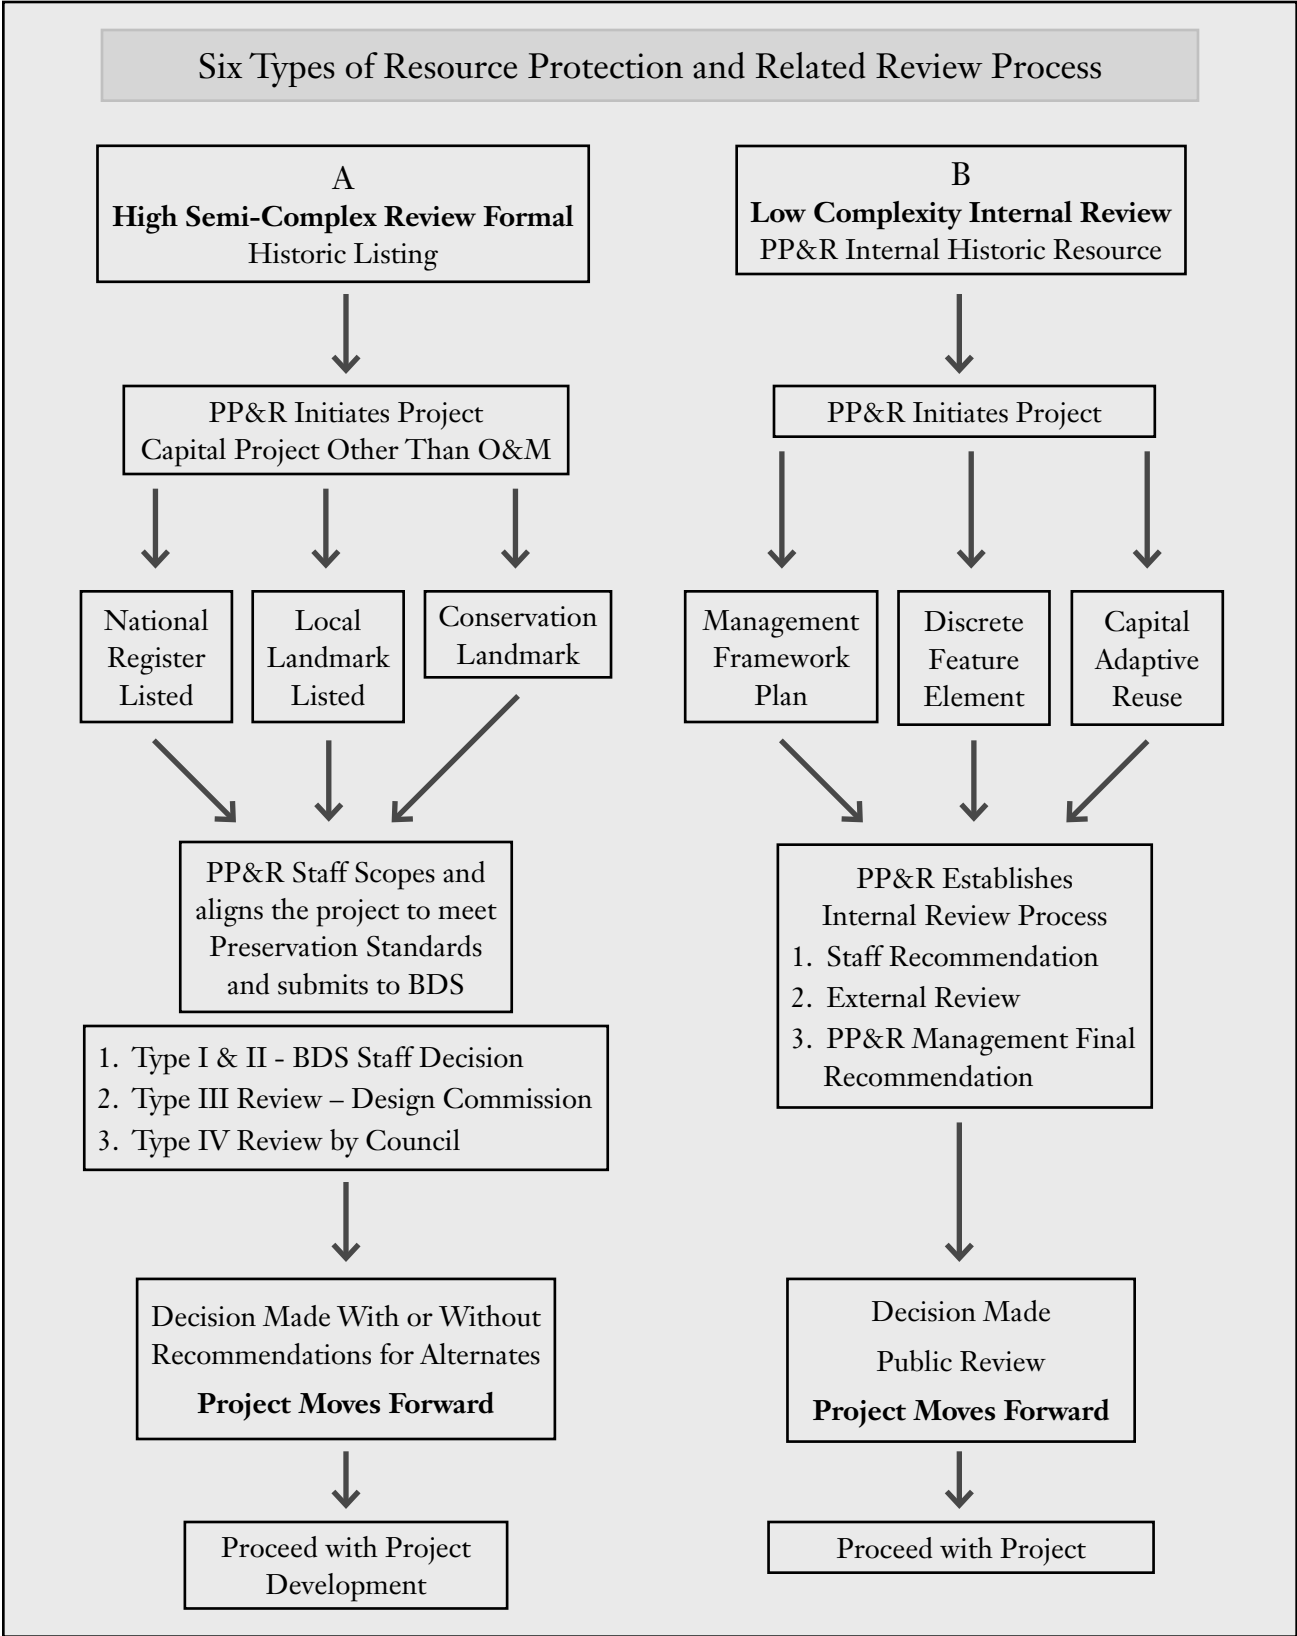 Six Types of Resource Protection and Related Review Process
A
High Semi-Complex Review Formal
Historic Listing
PP&R Initiates Project
Capital Project Other Than O&M
National
Register
Listed
Local
Landmark
Listed
Conservation
Landmark
PP&R Staff Scopes and
aligns the project to meet
Preservation Standards
and submits to BDS
1. Type I & II - BDS Staff Decision
2. Type III Review – Design Commission
3. Type IV Review by Council
Decision Made With or Without
Recommendations for Alternates
Project Moves Forward
Proceed with Project
Development
B
Low Complexity Internal Review
PP&R Internal Historic Resource
PP&R Initiates Project
Management
Framework
Plan
Discrete
Feature
Element
Capital
Adaptive
Reuse
PP&R Establishes
Internal Review Process
1. Staff Recommendation
2. External Review
3. PP&R Management Final
Recommendation
Decision Made
Public Review
Project Moves Forward
Proceed with Project